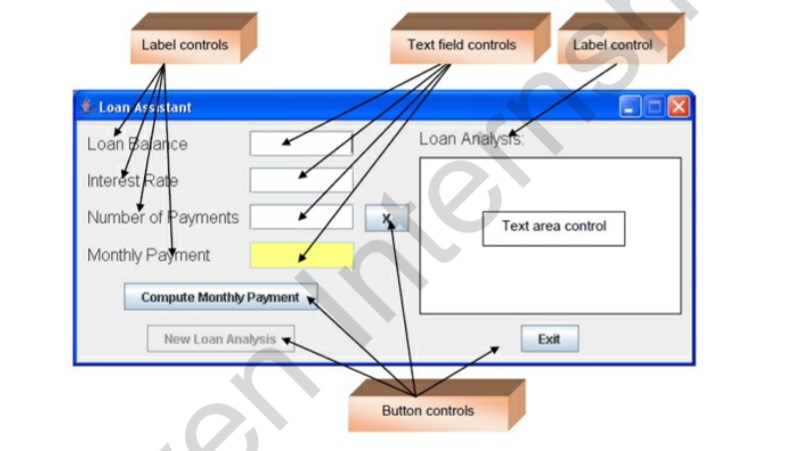 Label controls
Text field controls
Label control
Loan Assistant
Loan Balance
Loan Analysis:
Interest Rate
Number of Payments
X
Text area control
Monthly Payment
Compute Monthly Payment
New Loan Analysis
Exit
Button controls